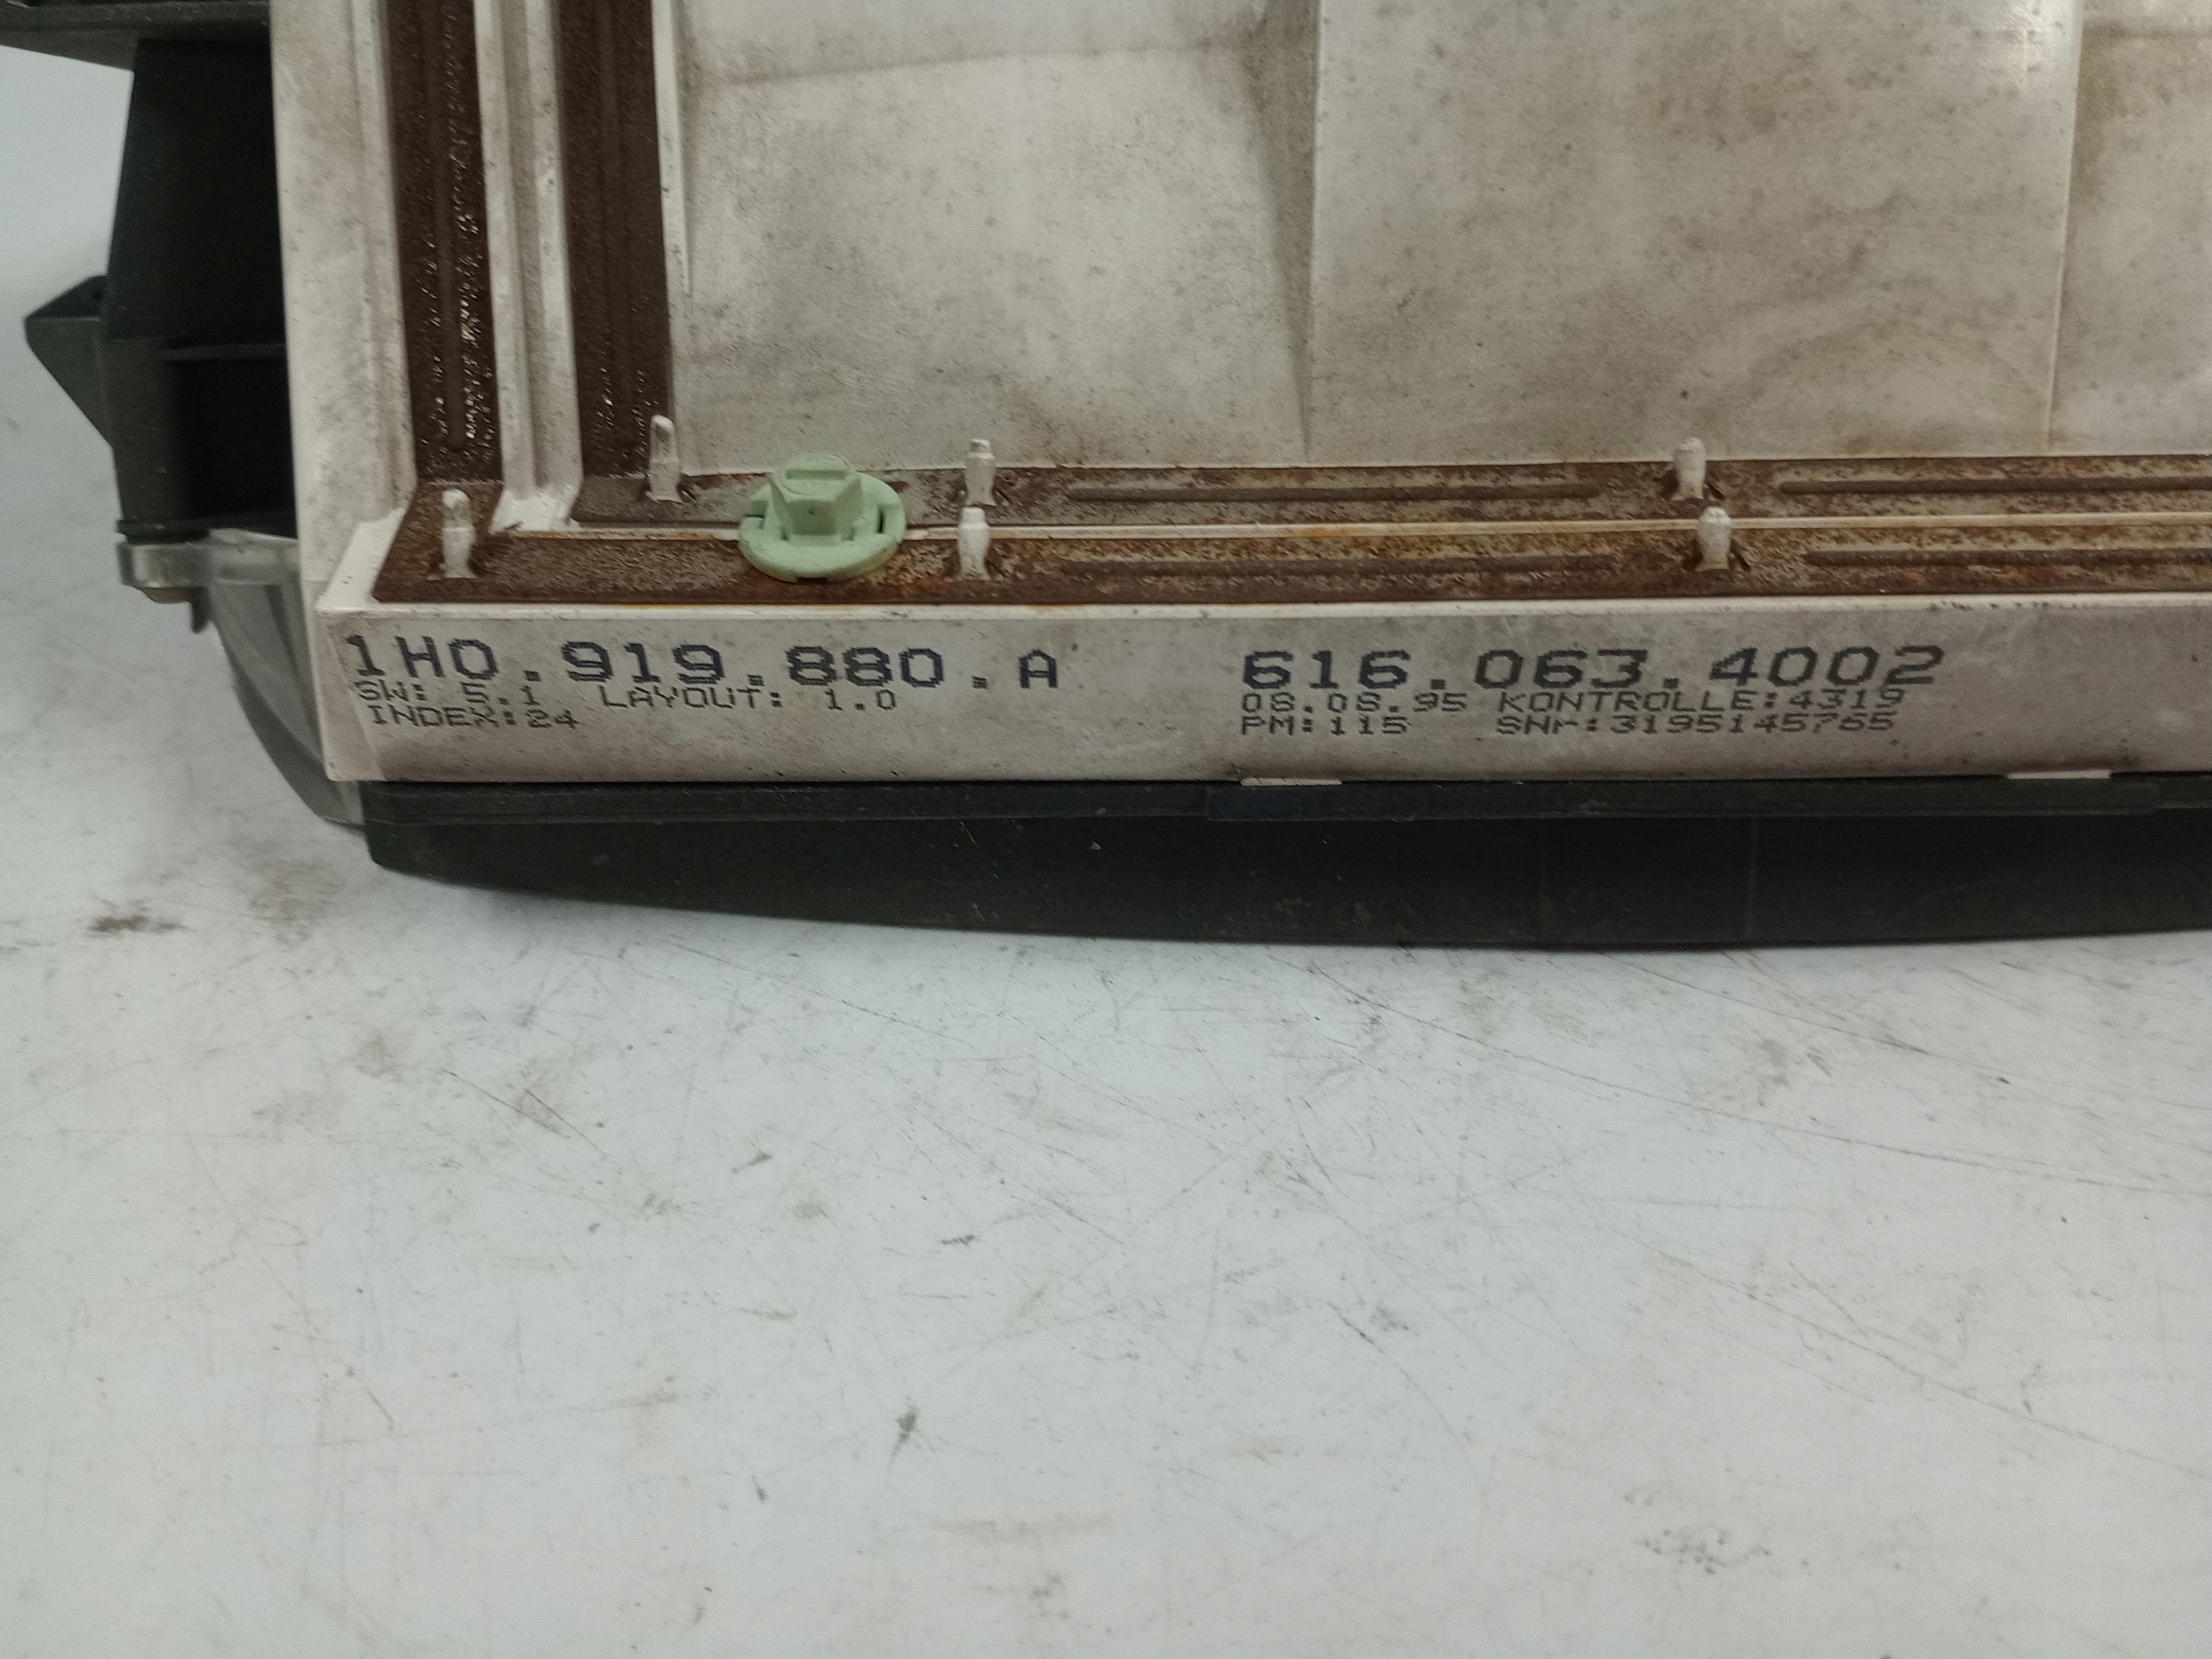 1H0.919.880.A
SW: 5.1 LAYOUT: 1.0
INDEX:24
616.063.4002
08.08.95 KONTROLLE:4319
PM:115 SNr:3195145765